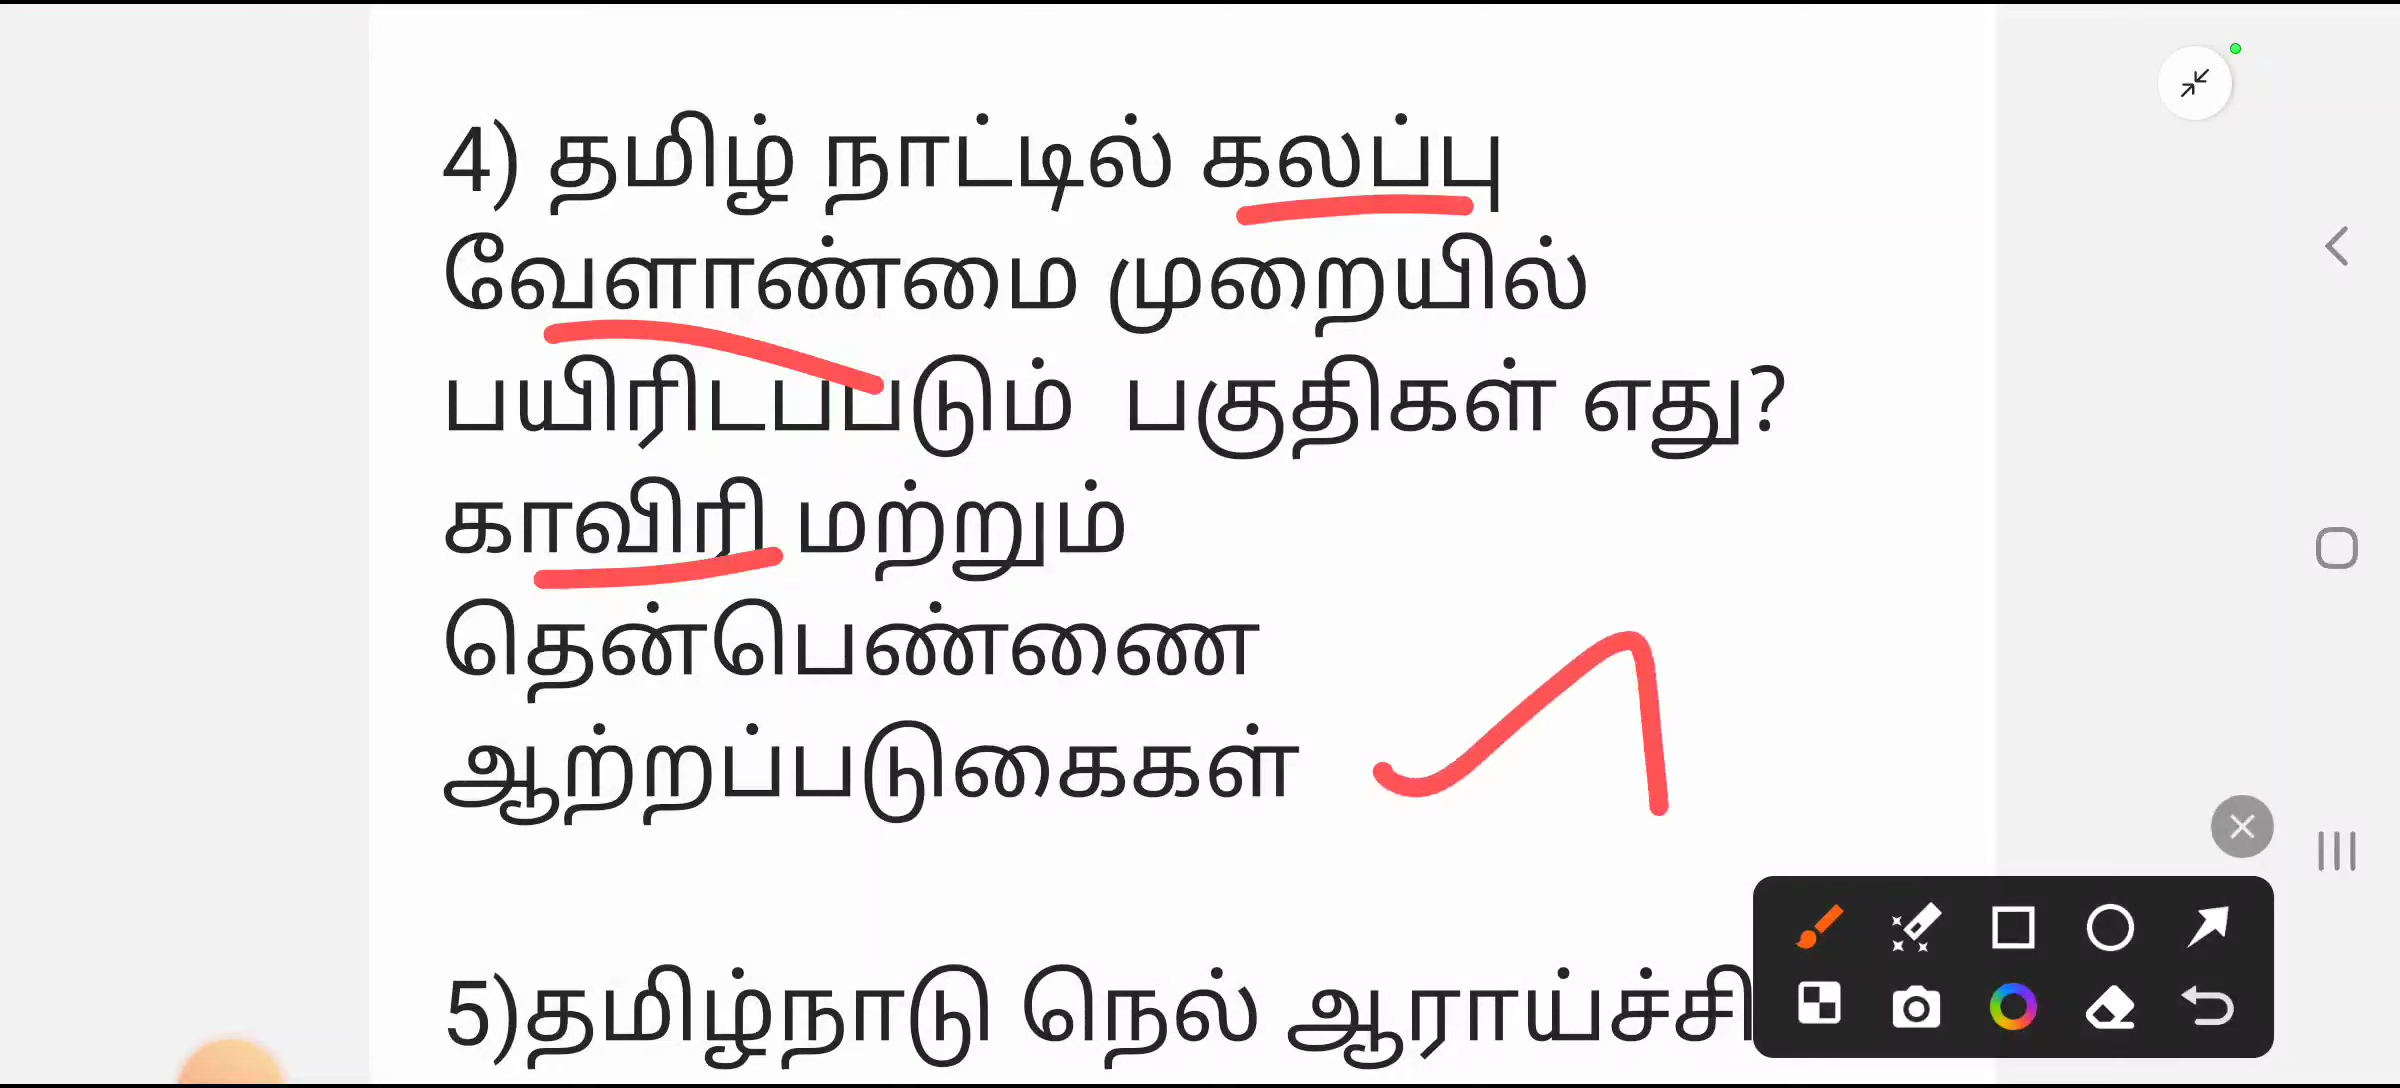 4) தமிழ் நாட்டில் கலப்பு
வேளாண்மை முறையில்
பயிரிடப்படும் பகுதிகள் எது?
காவிரி மற்றும்
தென்பெண்ணை
ஆற்றப்படுகைகள்
5)தமிழ்நாடு நெல் ஆராய்ச்சி